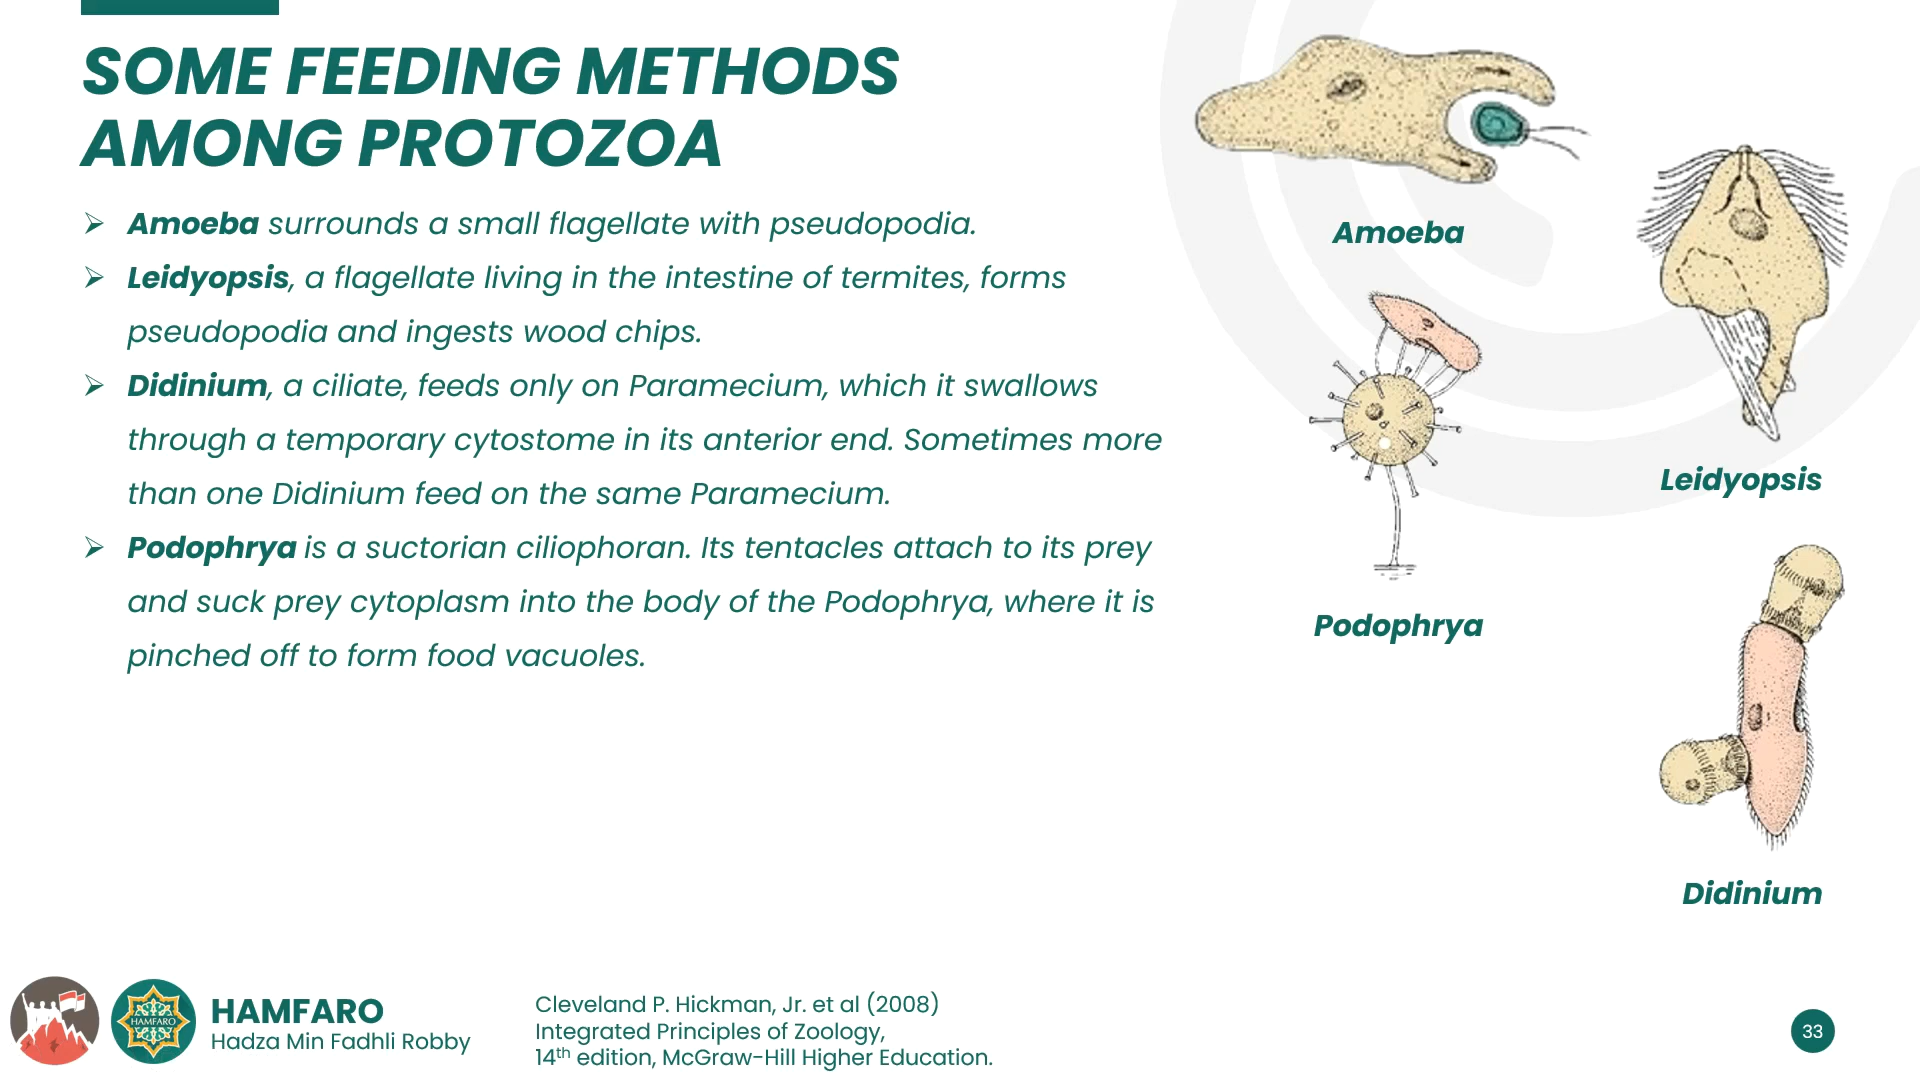 SOME FEEDING METHODS
AMONG PROTOZOA
➢ Amoeba surrounds a small flagellate with pseudopodia.
➢ Leidyopsis, a flagellate living in the intestine of termites, forms
pseudopodia and ingests wood chips.
➢ Didinium, a ciliate, feeds only on Paramecium, which it swallows
through a temporary cytostome in its anterior end. Sometimes more
than one Didinium feed on the same Paramecium.
➢ Podophrya is a suctorian ciliophoran. Its tentacles attach to its prey
and suck prey cytoplasm into the body of the Podophrya, where it is
pinched off to form food vacuoles.
Amoeba
Leidyopsis
Podophrya
Didinium
HAMFARO
HAMFARO
Hadza Min Fadhli Robby
Cleveland P. Hickman, Jr. et al (2008)
Integrated Principles of Zoology,
14th edition, McGraw-Hill Higher Education.
33